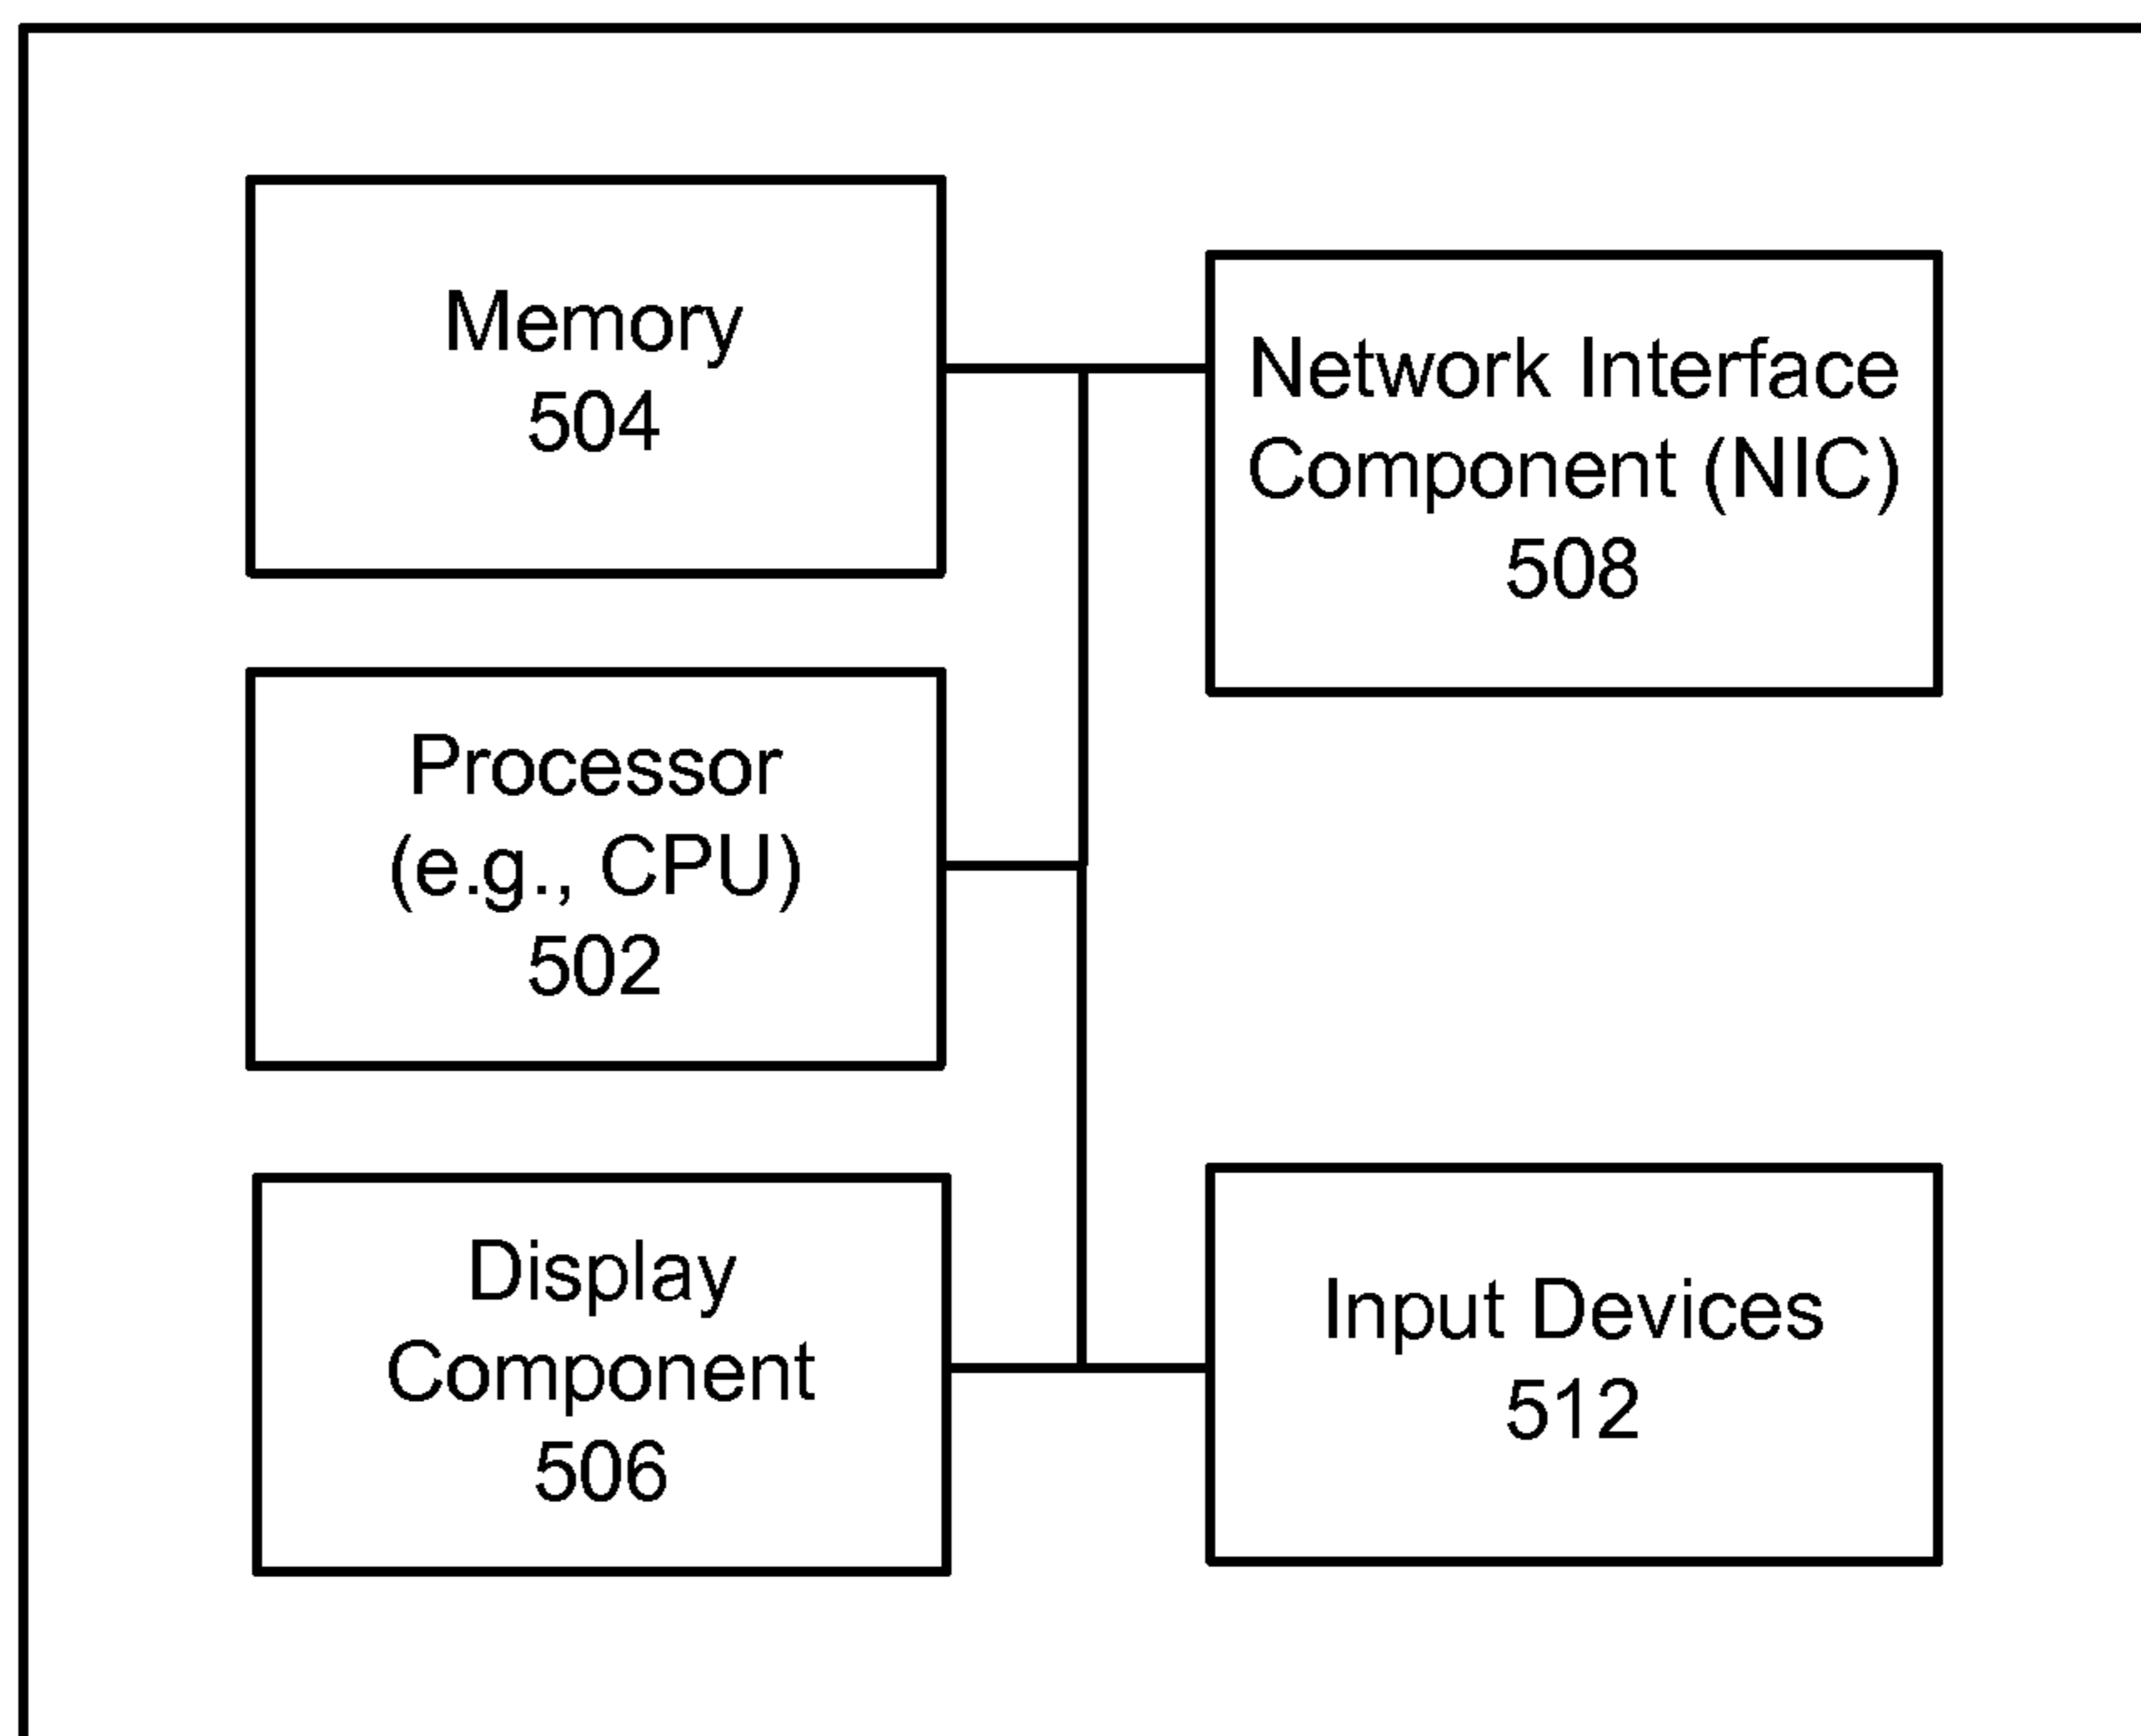 Memory
504
Network Interface
Component (NIC)
508
Processor
(e.g., CPU)
502
Display
Component
506
Input Devices
512